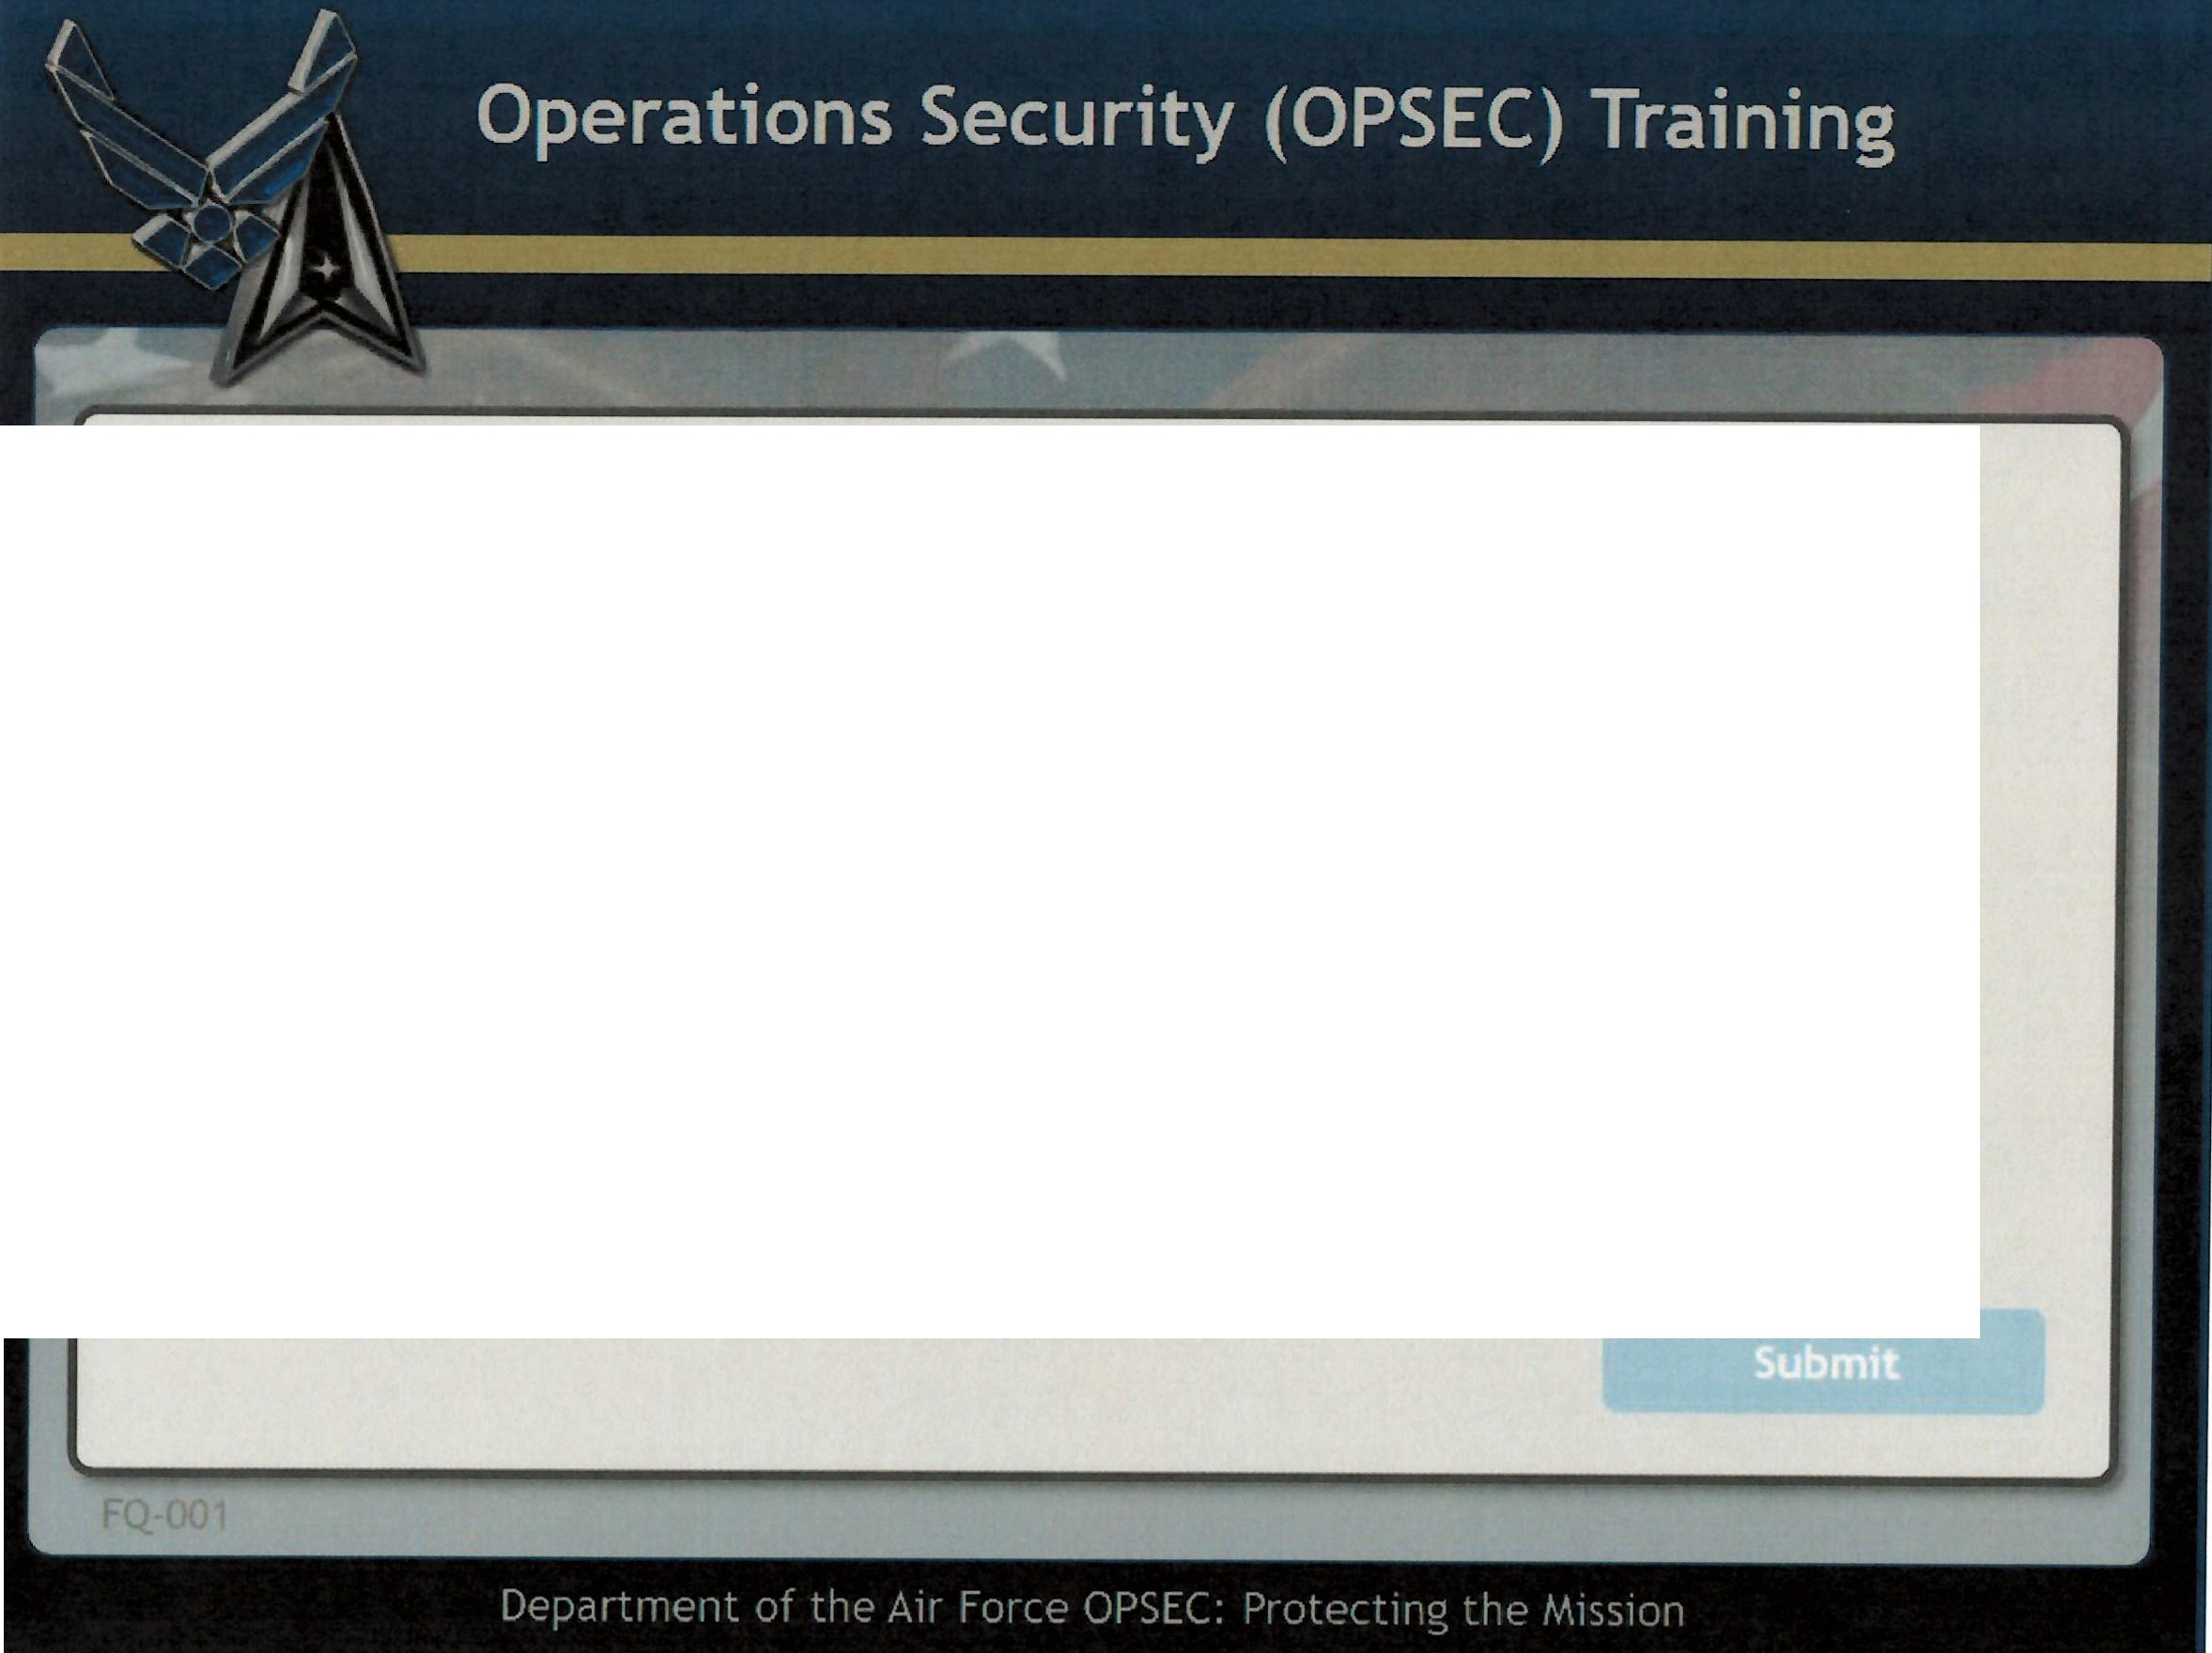 Operations Security (OPSEC) Training
Submit
FQ-001
Department of the Air Force OPSEC: Protecting the Mission